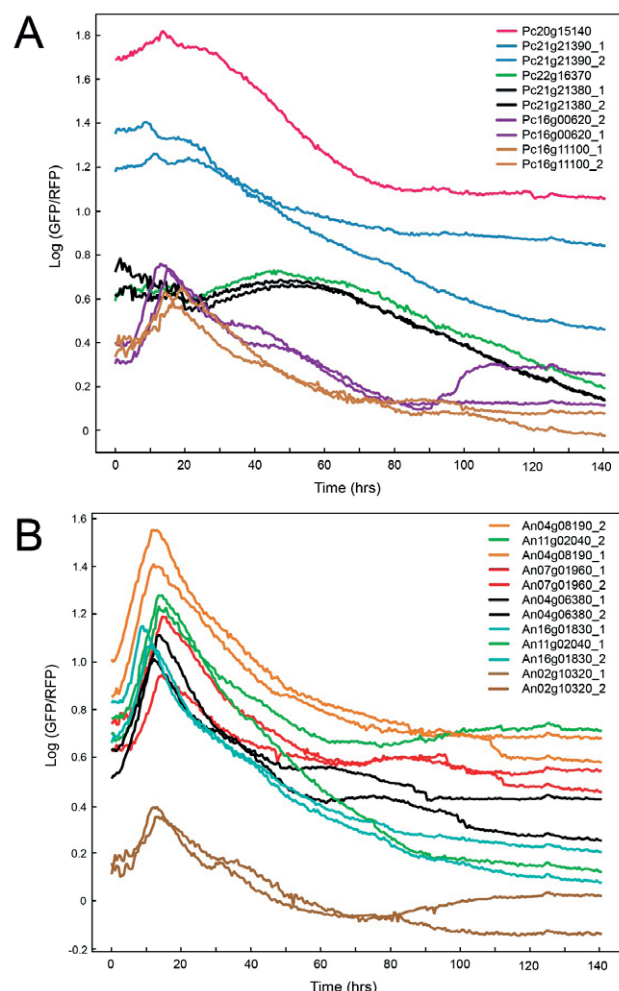 A
1.8
1.6
1.4
1.2
1.0
0.8
0.6
0.4
0.2
0
Log (GFP/RFP)
Pc20g15140
Pc21g21390_1
Pc21g21390_2
Pc22g16370
Pc21g21380_1
Pc21g21380_2
Pc16g00620_2
Pc16g00620_1
Pc16g11100_1
Pc16g11100_2
0 20 40 60 80 100 120 140
Time (hrs)
B
1.6
1.4
1.2
1.0
0.8
0.6
0.4
0.2
0
-0.2
Log (GFP/RFP)
An04g08190_2
An11g02040_2
An04g08190_1
An07g01960_1
An07g01960_2
An04g06380_1
An04g06380_2
An16g01830_1
An11g02040_1
An16g01830_2
An02g10320_1
An02g10320_2
0 20 40 60 80 100 120 140
Time (hrs)